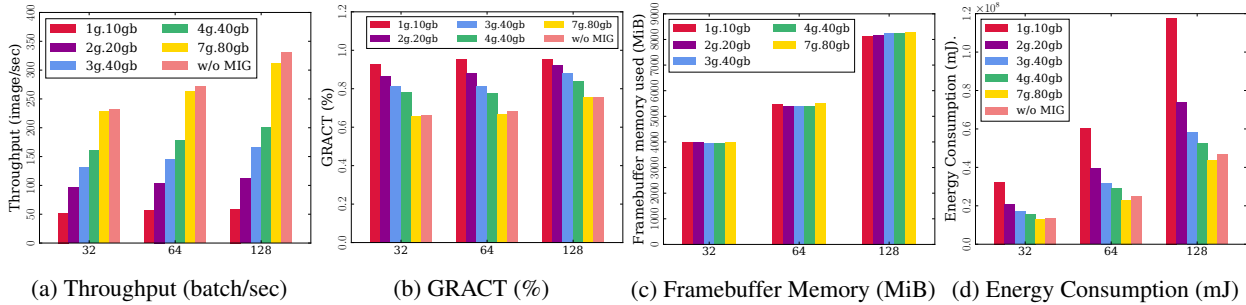 400
350
300
250
200
150
100
50
0
Throughput (image/sec)
1g.10gb
2g.20gb
3g.40gb
4g.40gb
7g.80gb
w/o MIG
32
64
128
(a) Throughput (batch/sec)
1.2
1.0
0.8
0.6
0.4
0.2
0.0
GRACT (%)
1g.10gb
2g.20gb
3g.40gb
4g.40gb
7g.80gb
w/o MIG
32
64
128
(b) GRACT (%)
9000
8000
7000
6000
5000
4000
3000
2000
1000
0
Framebuffer memory used (MiB)
1g.10gb
2g.20gb
3g.40gb
4g.40gb
7g.80gb
32
64
128
(c) Framebuffer Memory (MiB)
1e8
1.2
1.0
0.8
0.6
0.4
0.2
0.0
Energy Consumption (mJ).
1g.10gb
2g.20gb
3g.40gb
4g.40gb
7g.80gb
w/o MIG
32
64
128
(d) Energy Consumption (mJ)